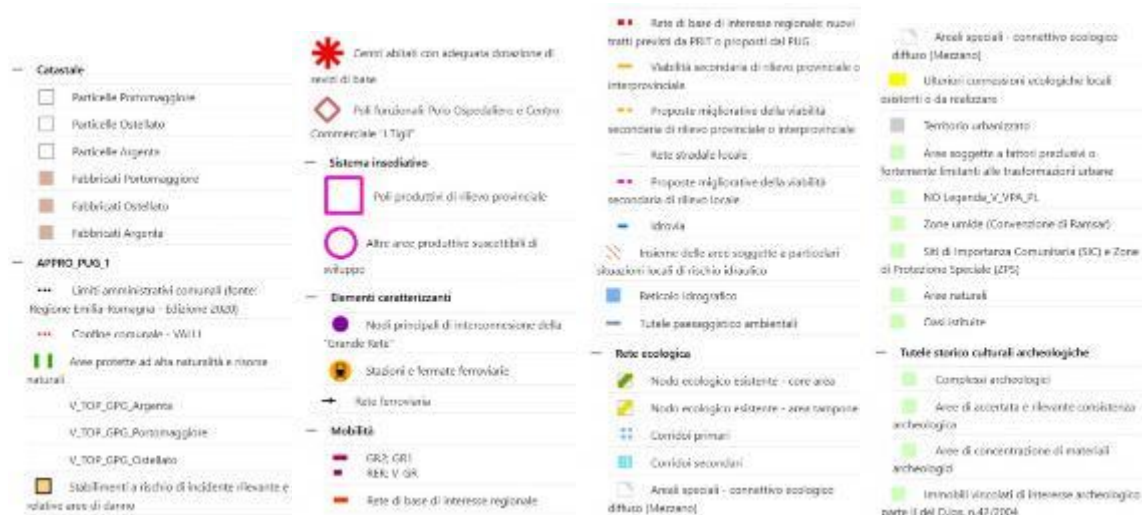 Catastale
Particelle Portomaggiore
Particelle Ostellato
Particelle Argenta
Fabbricati Portomaggiore
Fabbricati Ostellato
Fabbricati Argenta
APPRO_PUG_1
Limiti amministrativi comunali (fonte:
Regione Emilia-Romagna - Edizione 2020)
Confine comunale - VALLI
Aree protette ad alta naturalità e risorse
naturali
V_TOP_GPG_Argenta
V_TOP_GPG_Portomaggiore
V_TOP_GPG_Ostellato
Stabilimenti a rischio di incidente rilevante e
relative aree di danno
Centri abitati con adeguata dotazione di
servizi di base
Poli funzionali: Polo Ospedaliero e Centro
Commerciale "I Tigli"
Sistema insediativo
Poli produttivi di rilievo provinciale
Altre aree produttive suscettibili di
sviluppo
Elementi caratterizzanti
Nodi principali di interconnesione della
"Grande Rete"
Stazioni e fermate ferroviarie
Rete ferroviaria
Mobilità
GR2; GR1
RER; V_GR
Rete di base di interesse regionale
Rete di base di interesse regionale: nuovi
tratti previsti da PRIT o proposti dal PUG
Viabilità secondaria di rilievo provinciale o
interprovinciale
Proposte migliorative della viabilità
secondaria di rilievo provinciale o interprovinciale
Rete stradale locale
Proposte migliorative della viabilità
secondaria di rilievo locale
Idrovia
Insieme delle aree soggette a particolari
situazioni locali di rischio idraulico
Reticolo idrografico
Tutele paesaggistico ambientali
Rete ecologica
Nodo ecologico esistente - core area
Nodo ecologico esistente - area tampone
Corridoi primari
Corridoi secondari
Areali speciali - connettivo ecologico
diffuso (Mezzano)
Areali speciali - connettivo ecologico
diffuso (Mezzano)
Ulteriori connessioni ecologiche locali
esistenti o da realizzare
Territorio urbanizzato
Aree soggette a fattori preclusivi o
fortemente limitanti alle trasformazioni urbane
NO Legenda_V_VPA_PL
Zone umide (Convenzione di Ramsar)
Siti di Importanza Comunitaria (SIC) e Zone
di Protezione Speciale (ZPS)
Aree naturali
Oasi istituite
Tutele storico culturali archeologiche
Complessi archeologici
Aree di accertata e rilevante consistenza
archeologica
Aree di concentrazione di materiali
archeologici
Immobili vincolati di interesse archeologico
parte II del D.lgs. n.42/2004